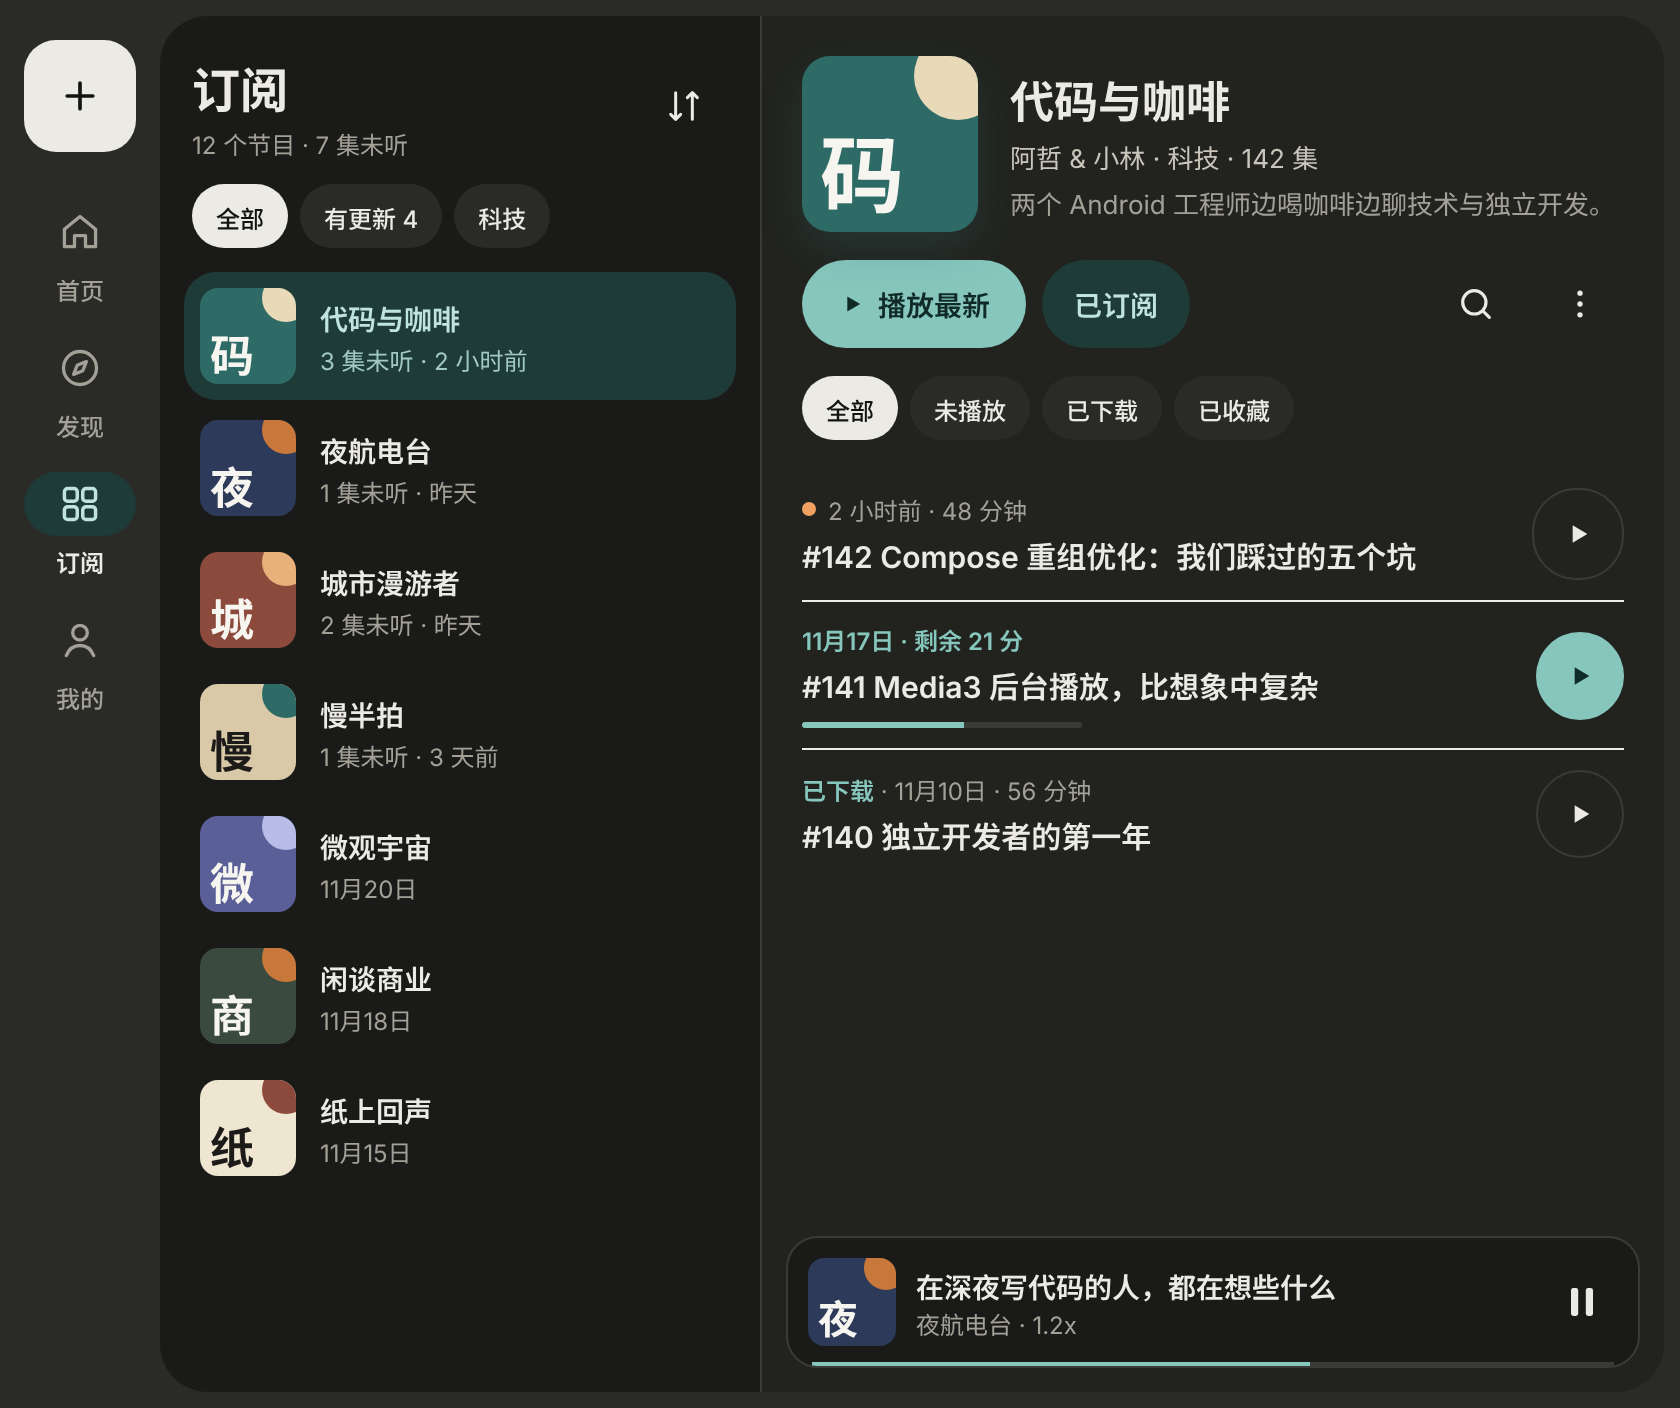 首页
发现
订阅
我的
订阅
12 个节目 · 7 集未听
全部
有更新 4
科技
码
代码与咖啡
3 集未听 · 2 小时前
夜
夜航电台
1 集未听 · 昨天
城
城市漫游者
2 集未听 · 昨天
慢
慢半拍
1 集未听 · 3 天前
微
微观宇宙
11月20日
商
闲谈商业
11月18日
纸
纸上回声
11月15日
码
代码与咖啡
阿哲 & 小林 · 科技 · 142 集
两个 Android 工程师边喝咖啡边聊技术与独立开发。
播放最新
已订阅
全部
未播放
已下载
已收藏
2 小时前 · 48 分钟
#142 Compose 重组优化：我们踩过的五个坑
11月17日 · 剩余 21 分
#141 Media3 后台播放，比想象中复杂
已下载 · 11月10日 · 56 分钟
#140 独立开发者的第一年
夜
在深夜写代码的人，都在想些什么
夜航电台 · 1.2x